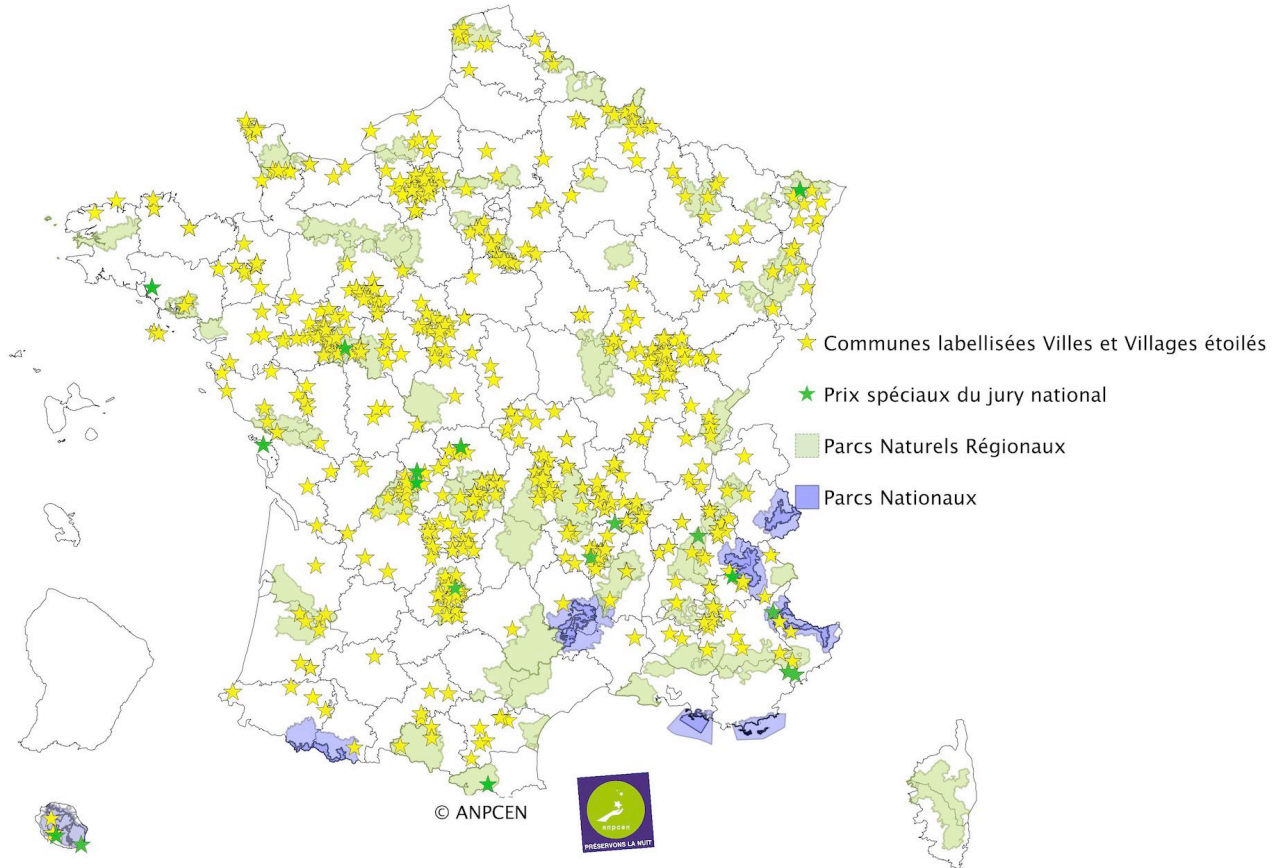 Communes labellisées Villes et Villages étoilés
Prix spéciaux du jury national
Parcs Naturels Régionaux
Parcs Nationaux
© ANPCEN
anpcen
PRÉSERVONS LA NUIT